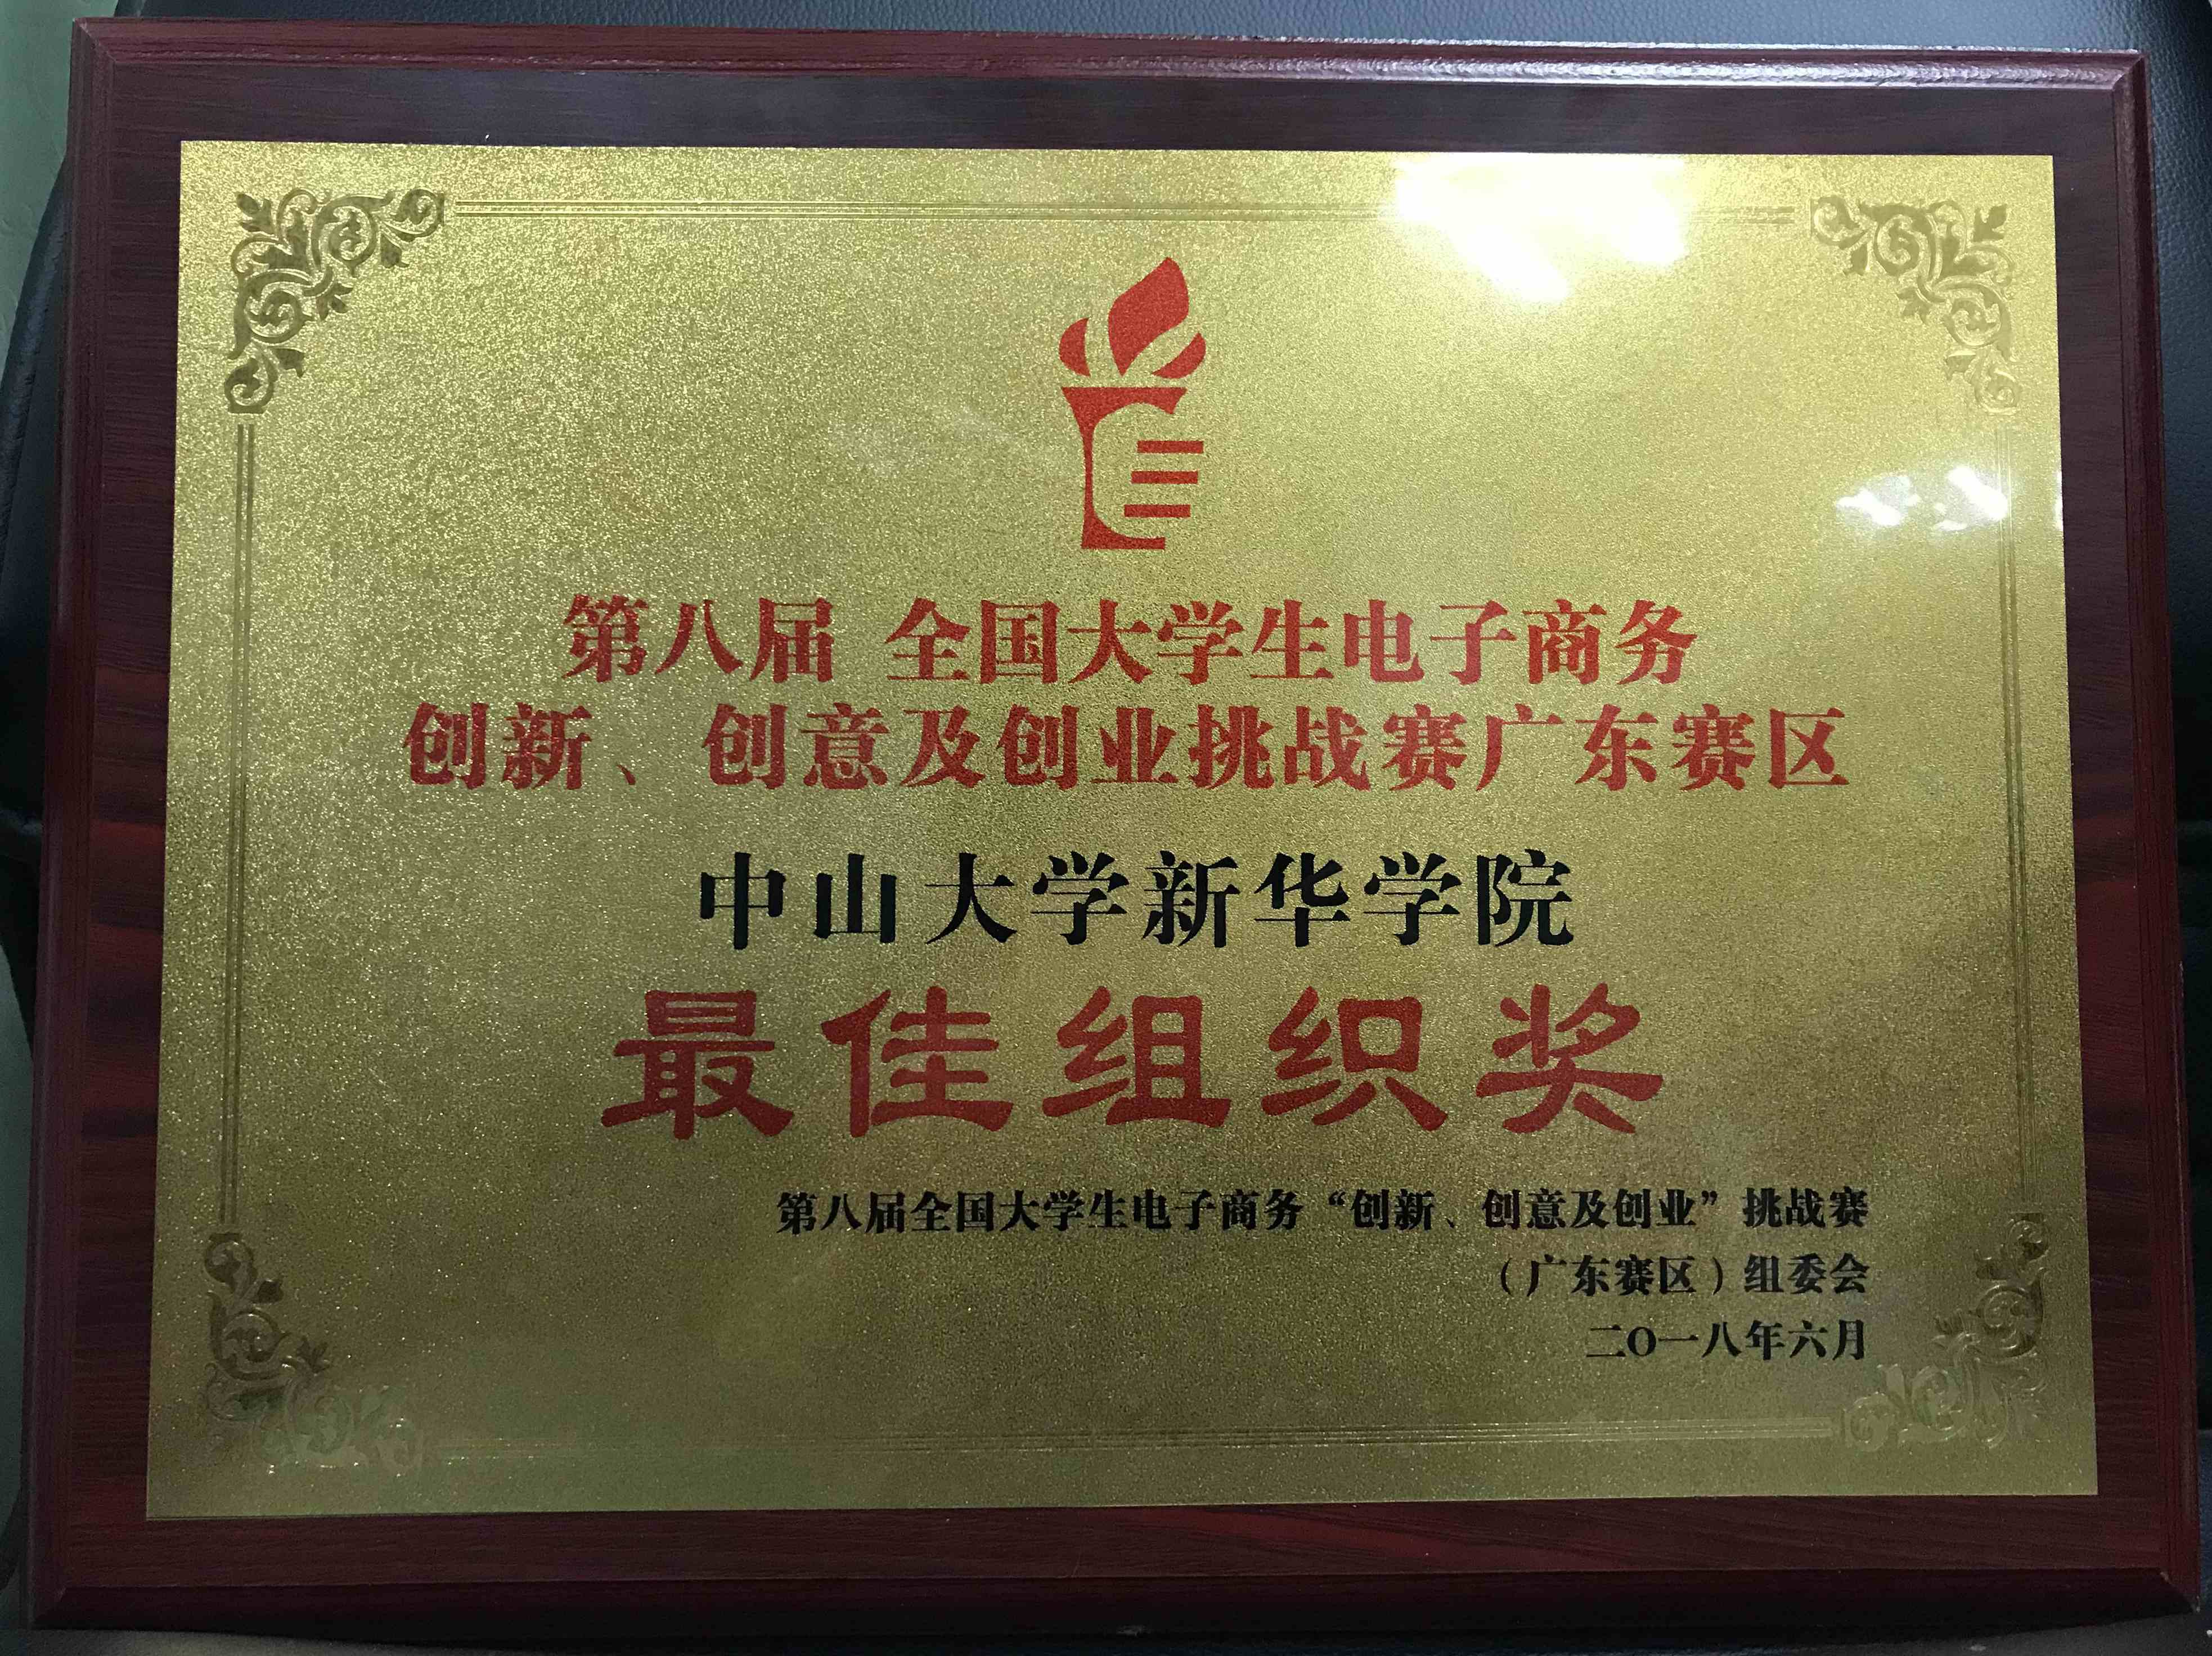 第八届 全国大学生电子商务
创新、创意及创业挑战赛广东赛区
中山大学新华学院
最佳组织奖
第八届全国大学生电子商务“创新、创意及创业”挑战赛
（广东赛区）组委会
二O一八年六月